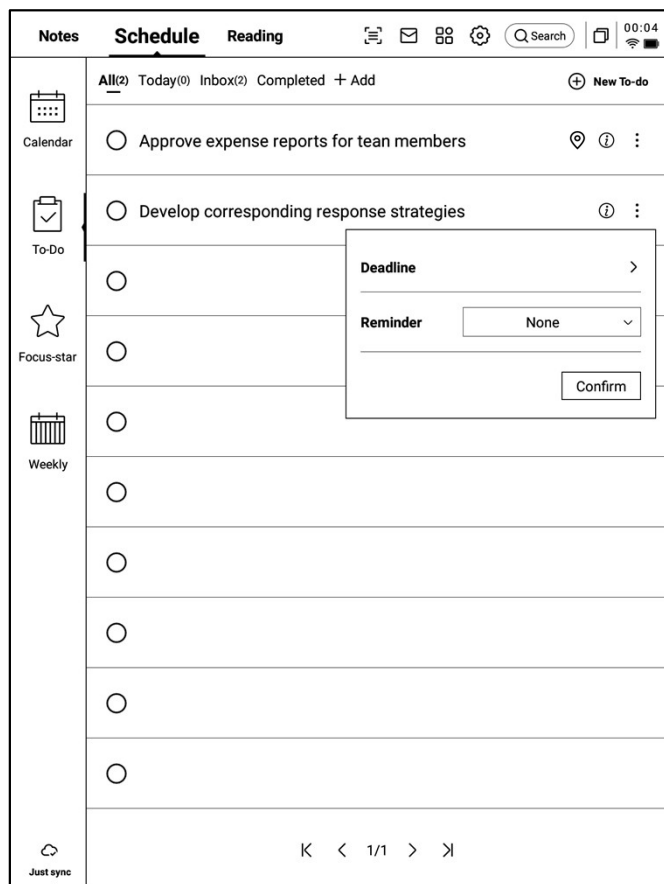 Notes Schedule Reading Search 00:04
All(2) Today(0) Inbox(2) Completed + Add New To-do
Calendar
Approve expense reports for tean members
To-Do
Develop corresponding response strategies
Deadline
Reminder None
Confirm
Focus-star
Weekly
1/1
Just sync